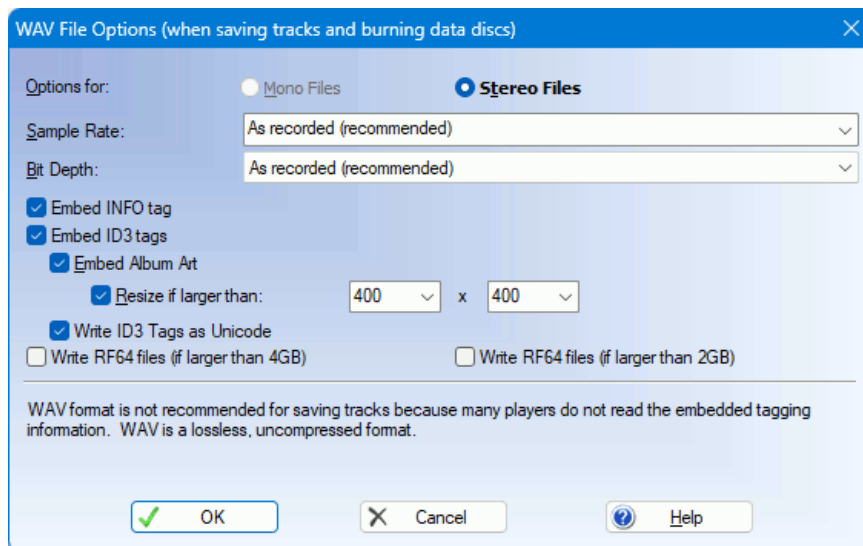 WAV File Options (when saving tracks and burning data discs)
Options for: Mono Files Stereo Files
Sample Rate: As recorded (recommended)
Bit Depth: As recorded (recommended)
Embed INFO tag
Embed ID3 tags
Embed Album Art
Resize if larger than: 400 x 400
Write ID3 Tags as Unicode
Write RF64 files (if larger than 4GB) Write RF64 files (if larger than 2GB)
WAV format is not recommended for saving tracks because many players do not read the embedded tagging
information. WAV is a lossless, uncompressed format.
OK Cancel Help